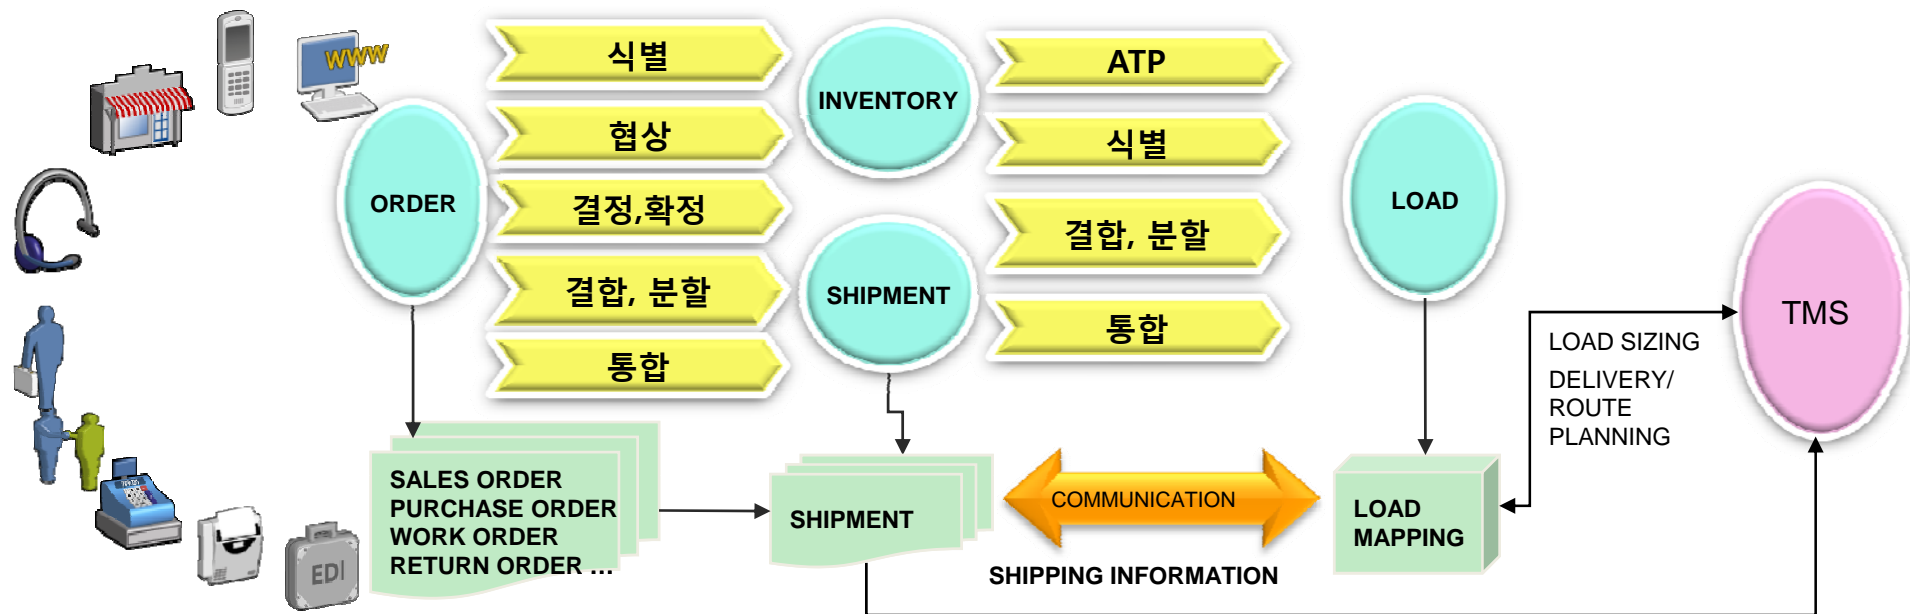 WWW
ORDER
식별
협상
결정,확정
결합, 분할
통합
INVENTORY
SHIPMENT
ATP
식별
결합, 분할
통합
LOAD
TMS
LOAD SIZING
DELIVERY/
ROUTE
PLANNING
SALES ORDER
PURCHASE ORDER
WORK ORDER
RETURN ORDER ...
SHIPMENT
COMMUNICATION
SHIPPING INFORMATION
LOAD
MAPPING
EDI